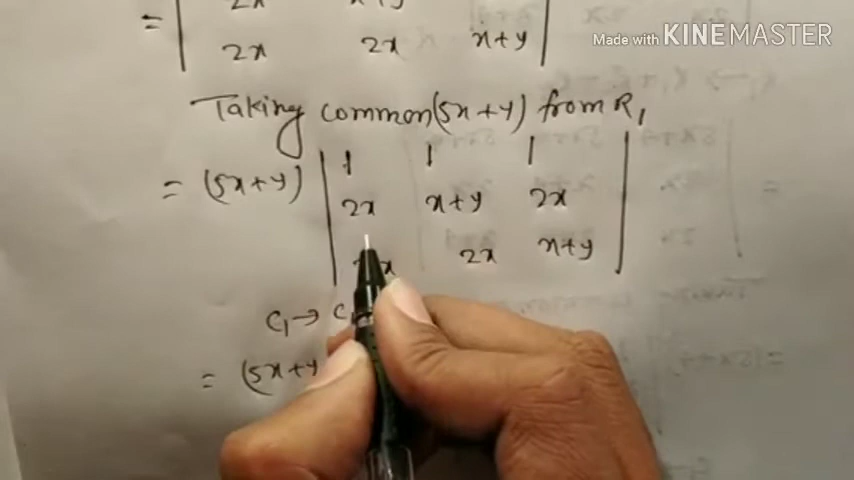 Made with KINEMASTER
= 2x x+y
2x 2x x+y
Taking common (5x+y) from R1
= (5x+y) 1 1 1
2x x+y 2x
x 2x x+y
C1 → C
= (5x+y